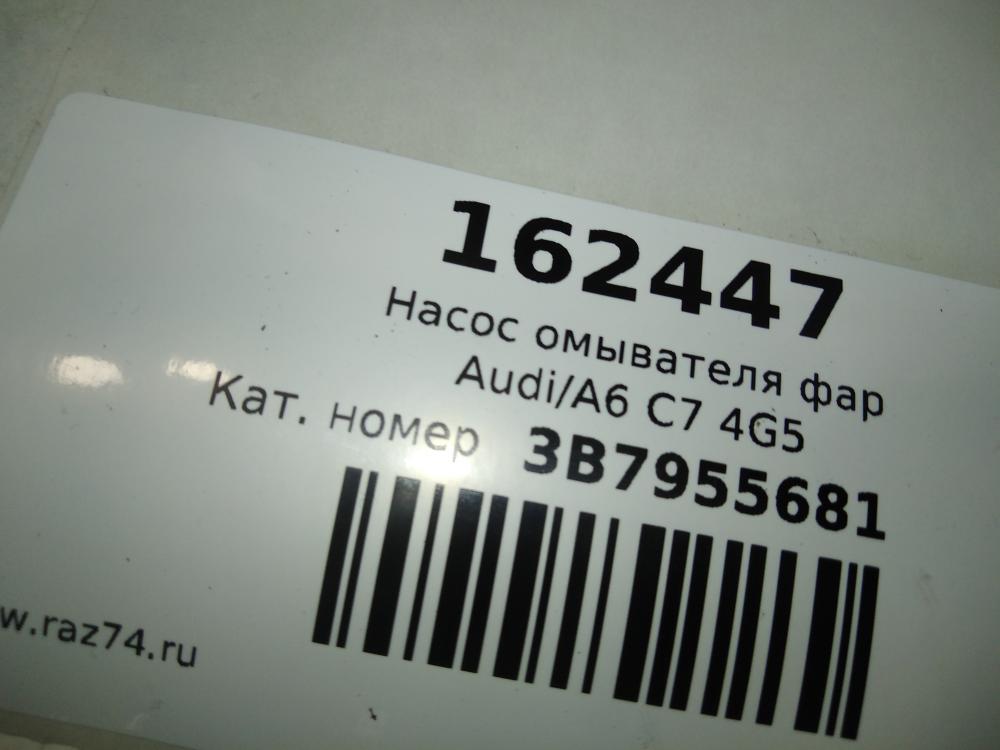 162447
Насос омывателя фар
Audi/A6 C7 4G5
Кат. номер 3B7955681
w.raz74.ru